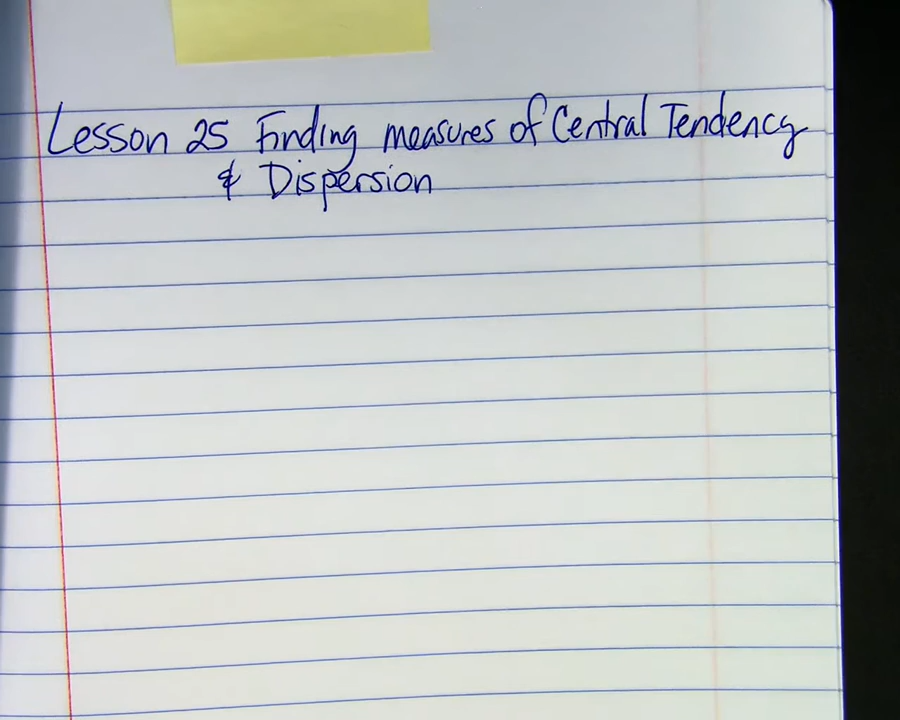 Lesson 25 Finding measures of Central Tendency
& Dispersion